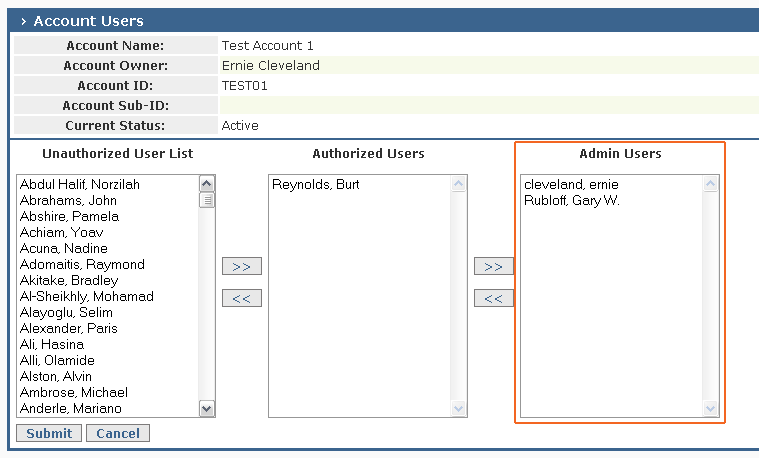 › Account Users
Account Name: Test Account 1
Account Owner: Ernie Cleveland
Account ID: TEST01
Account Sub-ID:
Current Status: Active
Unauthorized User List
Abdul Halif, Norzilah
Abrahams, John
Abshire, Pamela
Achiam, Yoav
Acuna, Nadine
Adomaitis, Raymond
Akitake, Bradley
Al-Sheikhly, Mohamad
Alayoglu, Selim
Alexander, Paris
Ali, Hasina
Alli, Olamide
Alston, Alvin
Ambrose, Michael
Anderle, Mariano
>>
<<
Authorized Users
Reynolds, Burt
>>
<<
Admin Users
cleveland, ernie
Rubloff, Gary W.
Submit Cancel